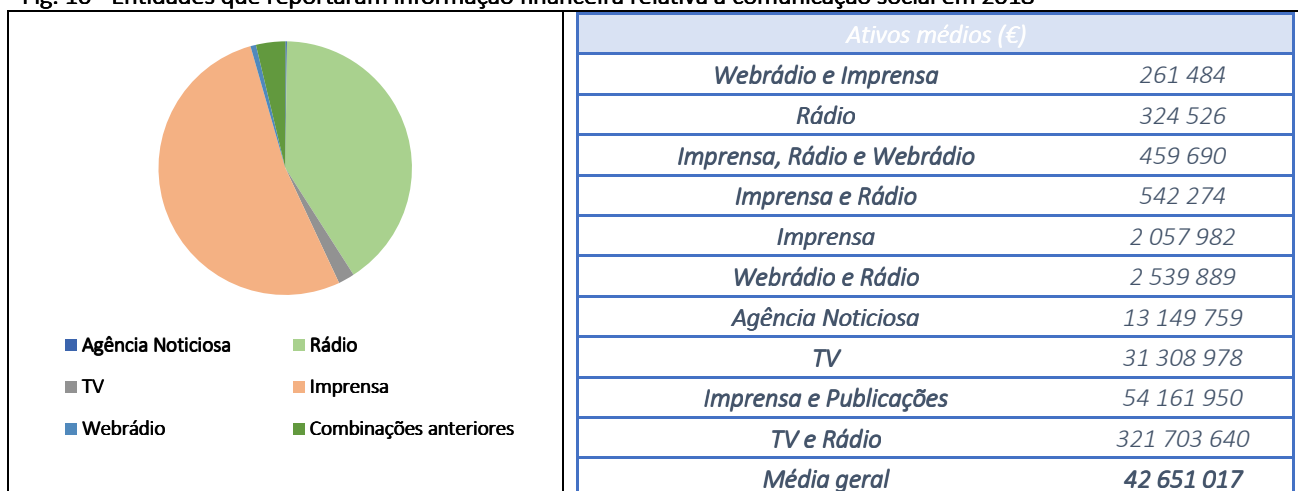 Fig. 10 - Entidades que reportaram informação financeira relativa à comunicação social em 2018
Agência Noticiosa
Rádio
TV
Imprensa
Webrádio
Combinações anteriores
Ativos médios (€)
Webrádio e Imprensa 261 484
Rádio 324 526
Imprensa, Rádio e Webrádio 459 690
Imprensa e Rádio 542 274
Imprensa 2 057 982
Webrádio e Rádio 2 539 889
Agência Noticiosa 13 149 759
TV 31 308 978
Imprensa e Publicações 54 161 950
TV e Rádio 321 703 640
Média geral 42 651 017